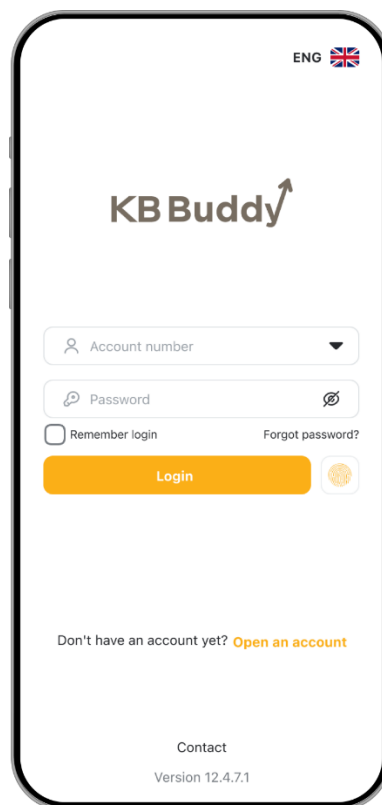 ENG
KB Buddy
Account number
Password
Remember login Forgot password?
Login
Don't have an account yet? Open an account
Contact
Version 12.4.7.1